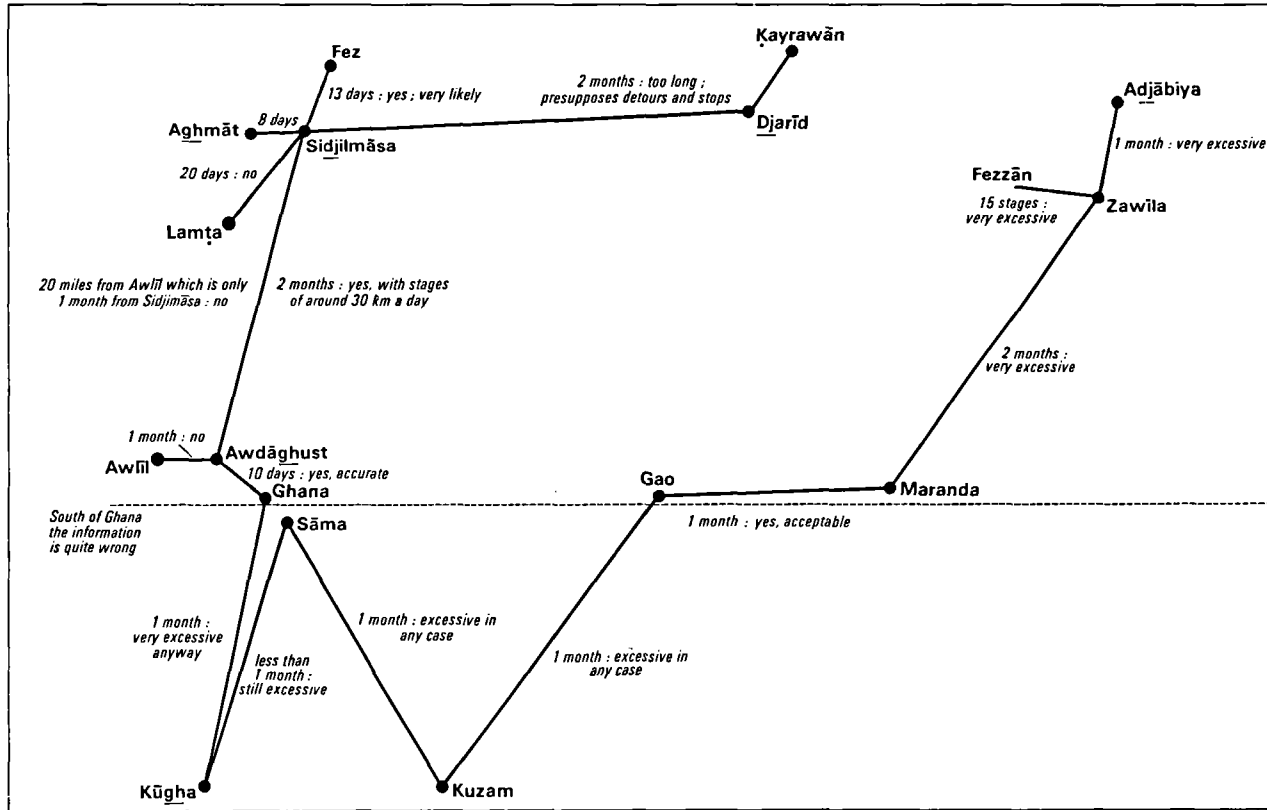 Fez
Ḳayrawān
13 days : yes ; very likely
2 months : too long ;
presupposes detours and stops
Adjābiya
Aghmāt
8 days
Sidjilmāsa
Djarīd
1 month : very excessive
20 days : no
Fezzān
15 stages :
very excessive
Zawīla
Lamṭa
20 miles from Awlīl which is only
1 month from Sidjimāsa : no
2 months : yes, with stages
of around 30 km a day
2 months :
very excessive
1 month : no
Awlīl
Awdāghust
10 days : yes, accurate
Ghana
Gao
Maranda
South of Ghana
the information
is quite wrong
Sāma
1 month : yes, acceptable
1 month :
very excessive
anyway
less than
1 month :
still excessive
1 month : excessive in
any case
1 month : excessive in
any case
Kūgha
Kuzam